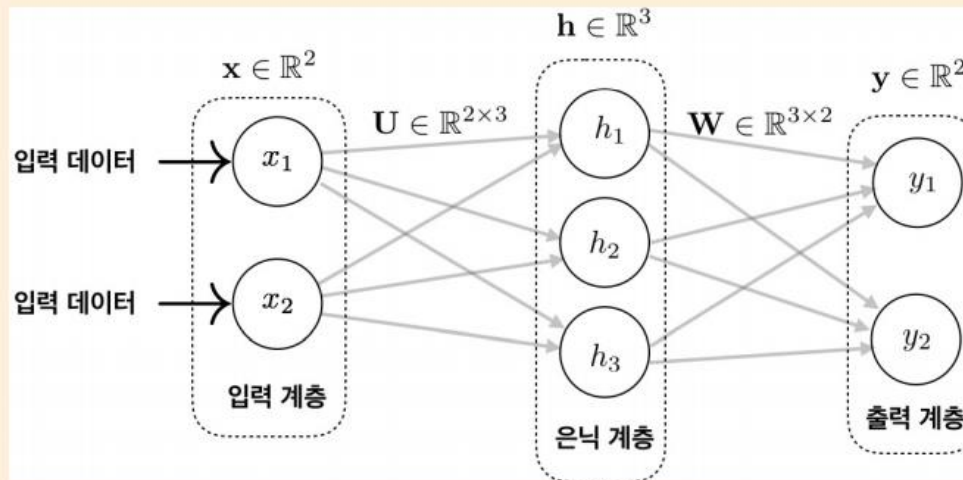 h ∈ ℝ³
x ∈ ℝ²
y ∈ ℝ²
U ∈ ℝ²ˣ³
W ∈ ℝ³ˣ²
입력 데이터
x₁
h₁
y₁
h₂
입력 데이터
x₂
h₃
y₂
입력 계층
은닉 계층
출력 계층